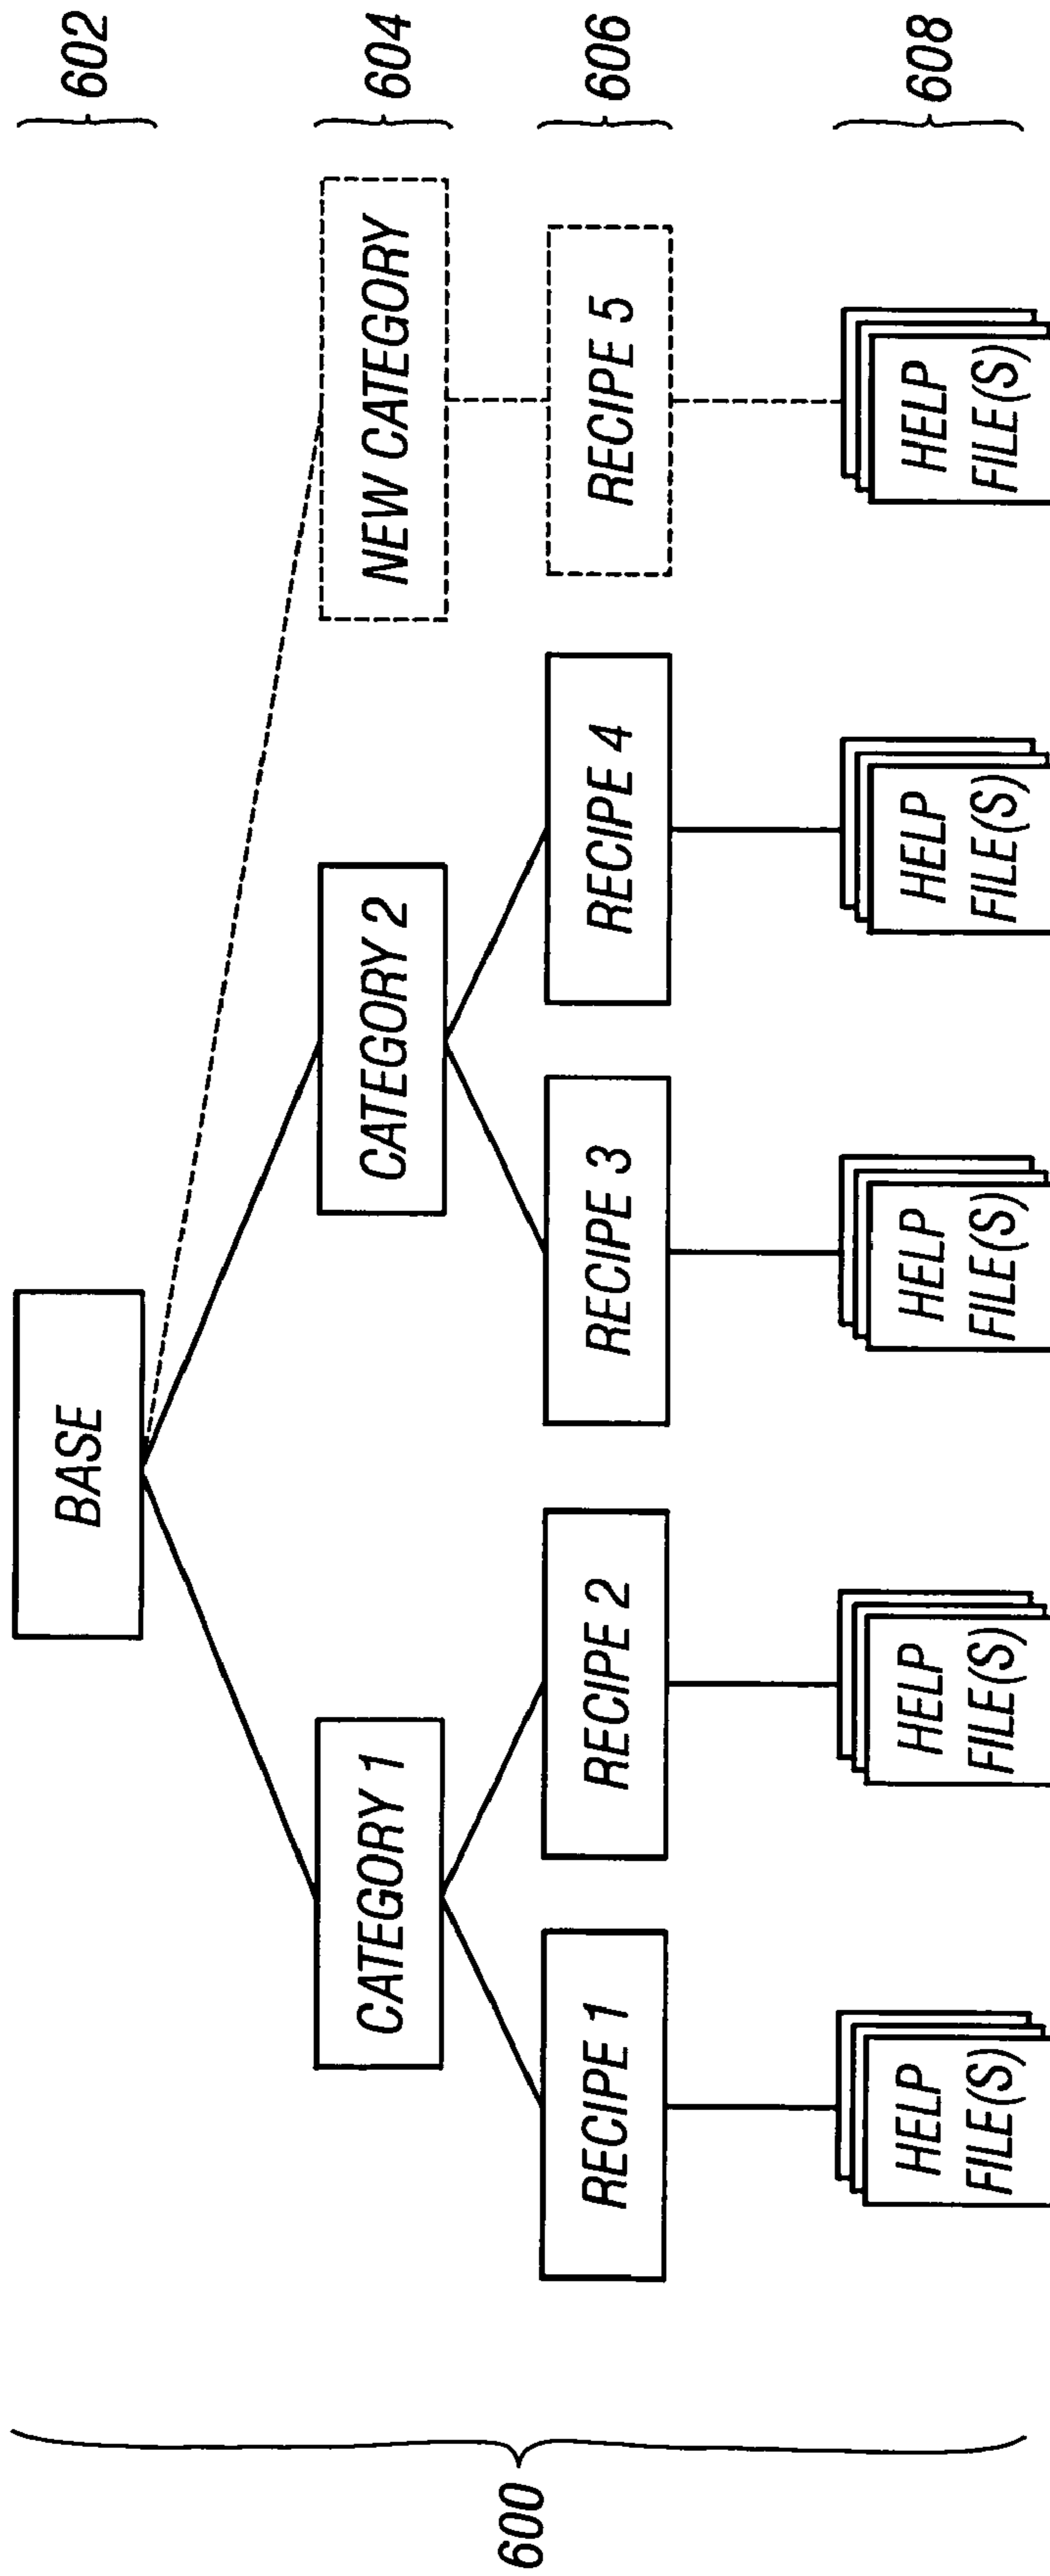 BASE
602
CATEGORY 1
CATEGORY 2
NEW CATEGORY
604
600
RECIPE 1
RECIPE 2
RECIPE 3
RECIPE 4
RECIPE 5
606
HELP
FILE(S)
HELP
FILE(S)
HELP
FILE(S)
HELP
FILE(S)
HELP
FILE(S)
608